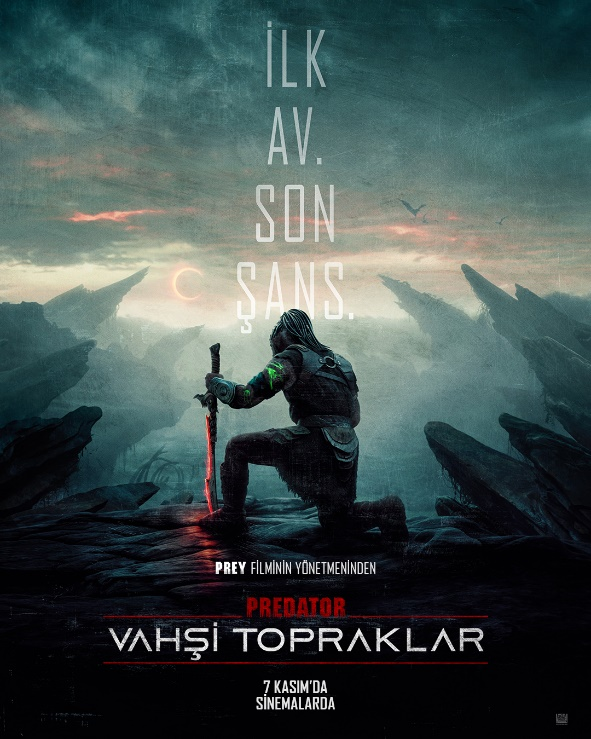 İLK
AV.
SON
ŞANS.
PREY FİLMİNİN YÖNETMENİNDEN
PREDATOR
VAHŞİ TOPRAKLAR
7 KASIM'DA
SİNEMALARDA